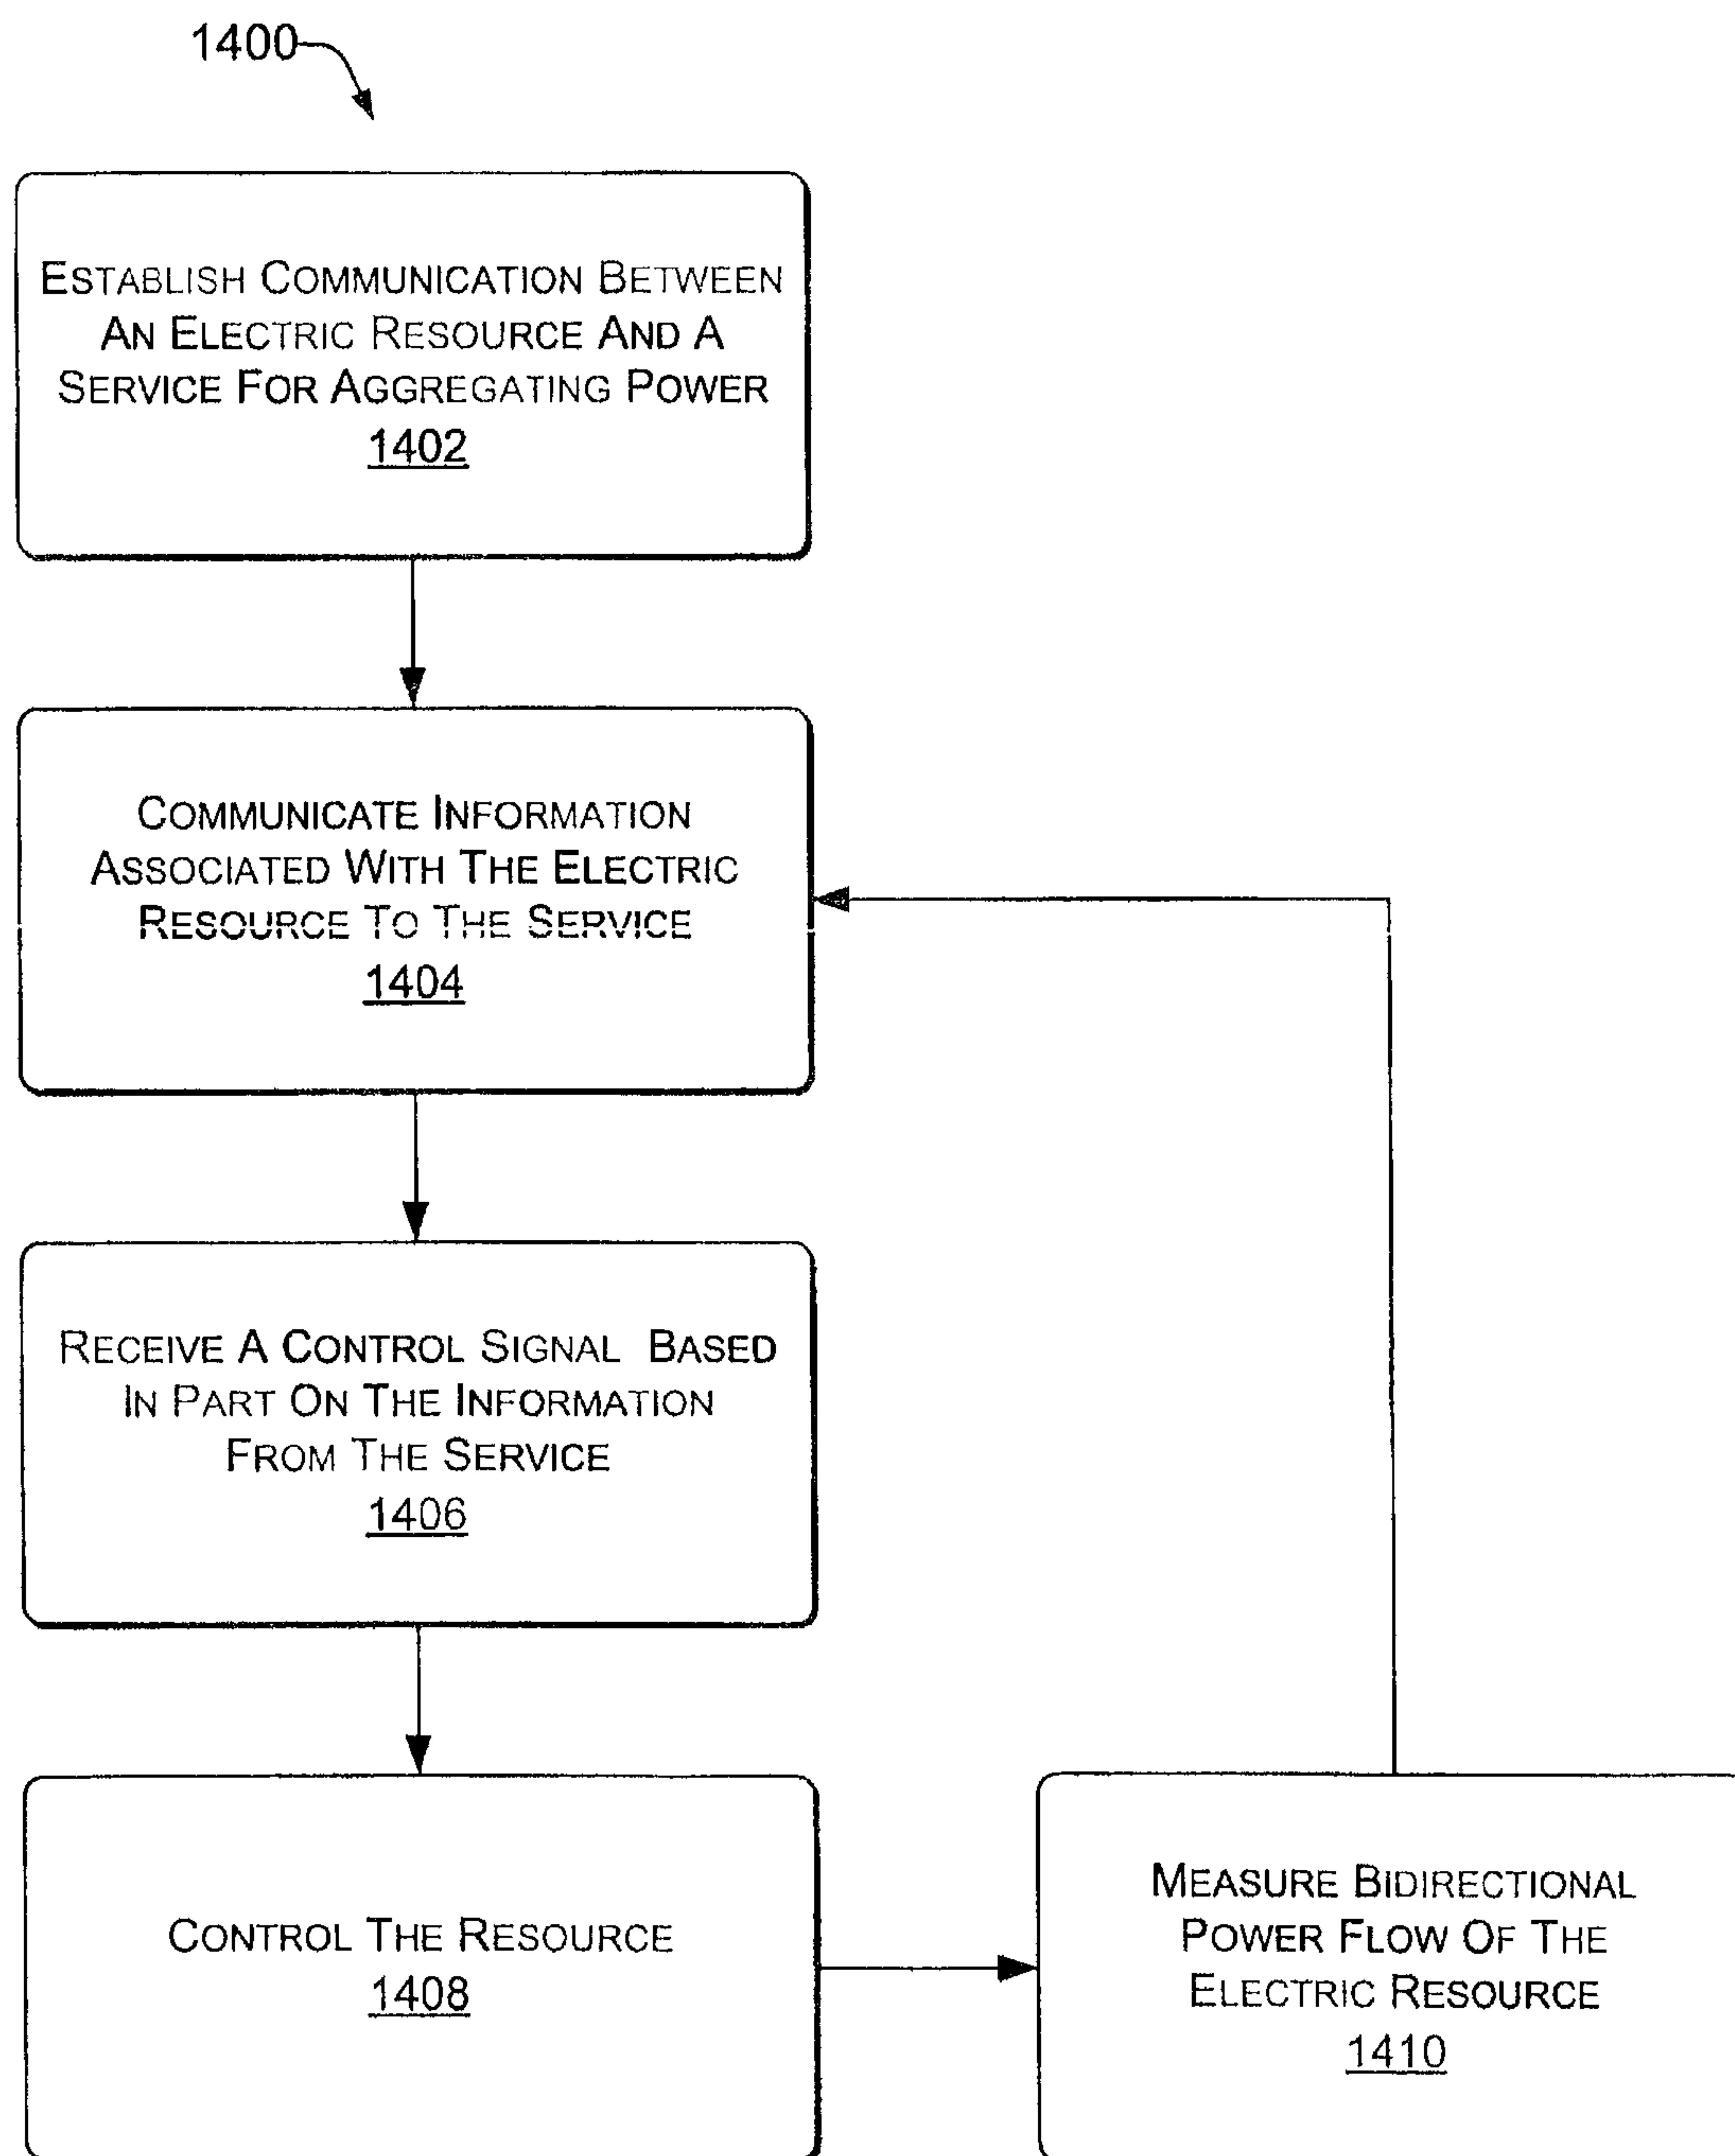 1400
ESTABLISH COMMUNICATION BETWEEN
AN ELECTRIC RESOURCE AND A
SERVICE FOR AGGREGATING POWER
1402
COMMUNICATE INFORMATION
ASSOCIATED WITH THE ELECTRIC
RESOURCE TO THE SERVICE
1404
RECEIVE A CONTROL SIGNAL BASED
IN PART ON THE INFORMATION
FROM THE SERVICE
1406
CONTROL THE RESOURCE
1408
MEASURE BIDIRECTIONAL
POWER FLOW OF THE
ELECTRIC RESOURCE
1410